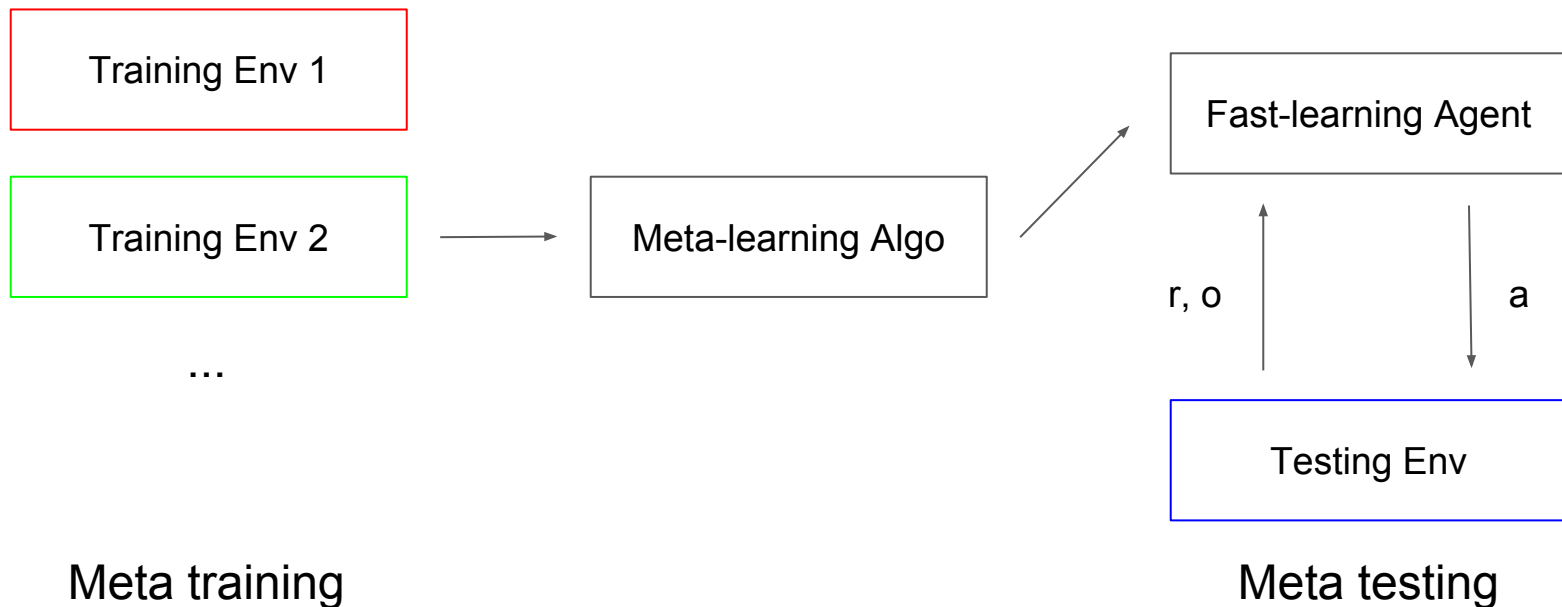 Training Env 1
Training Env 2
...
Meta training
Meta-learning Algo
Fast-learning Agent
r, o
a
Testing Env
Meta testing